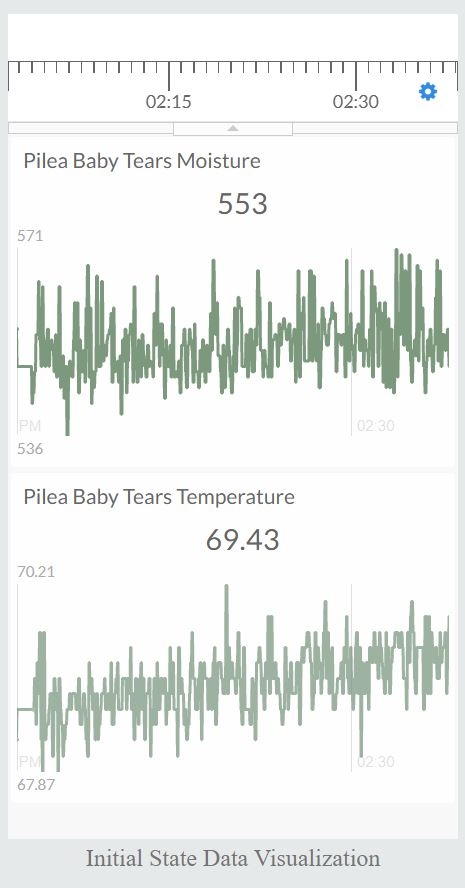 02:15 02:30
Pilea Baby Tears Moisture
553
571
PM 02:30
536
Pilea Baby Tears Temperature
69.43
70.21
PM 02:30
67.87
Initial State Data Visualization